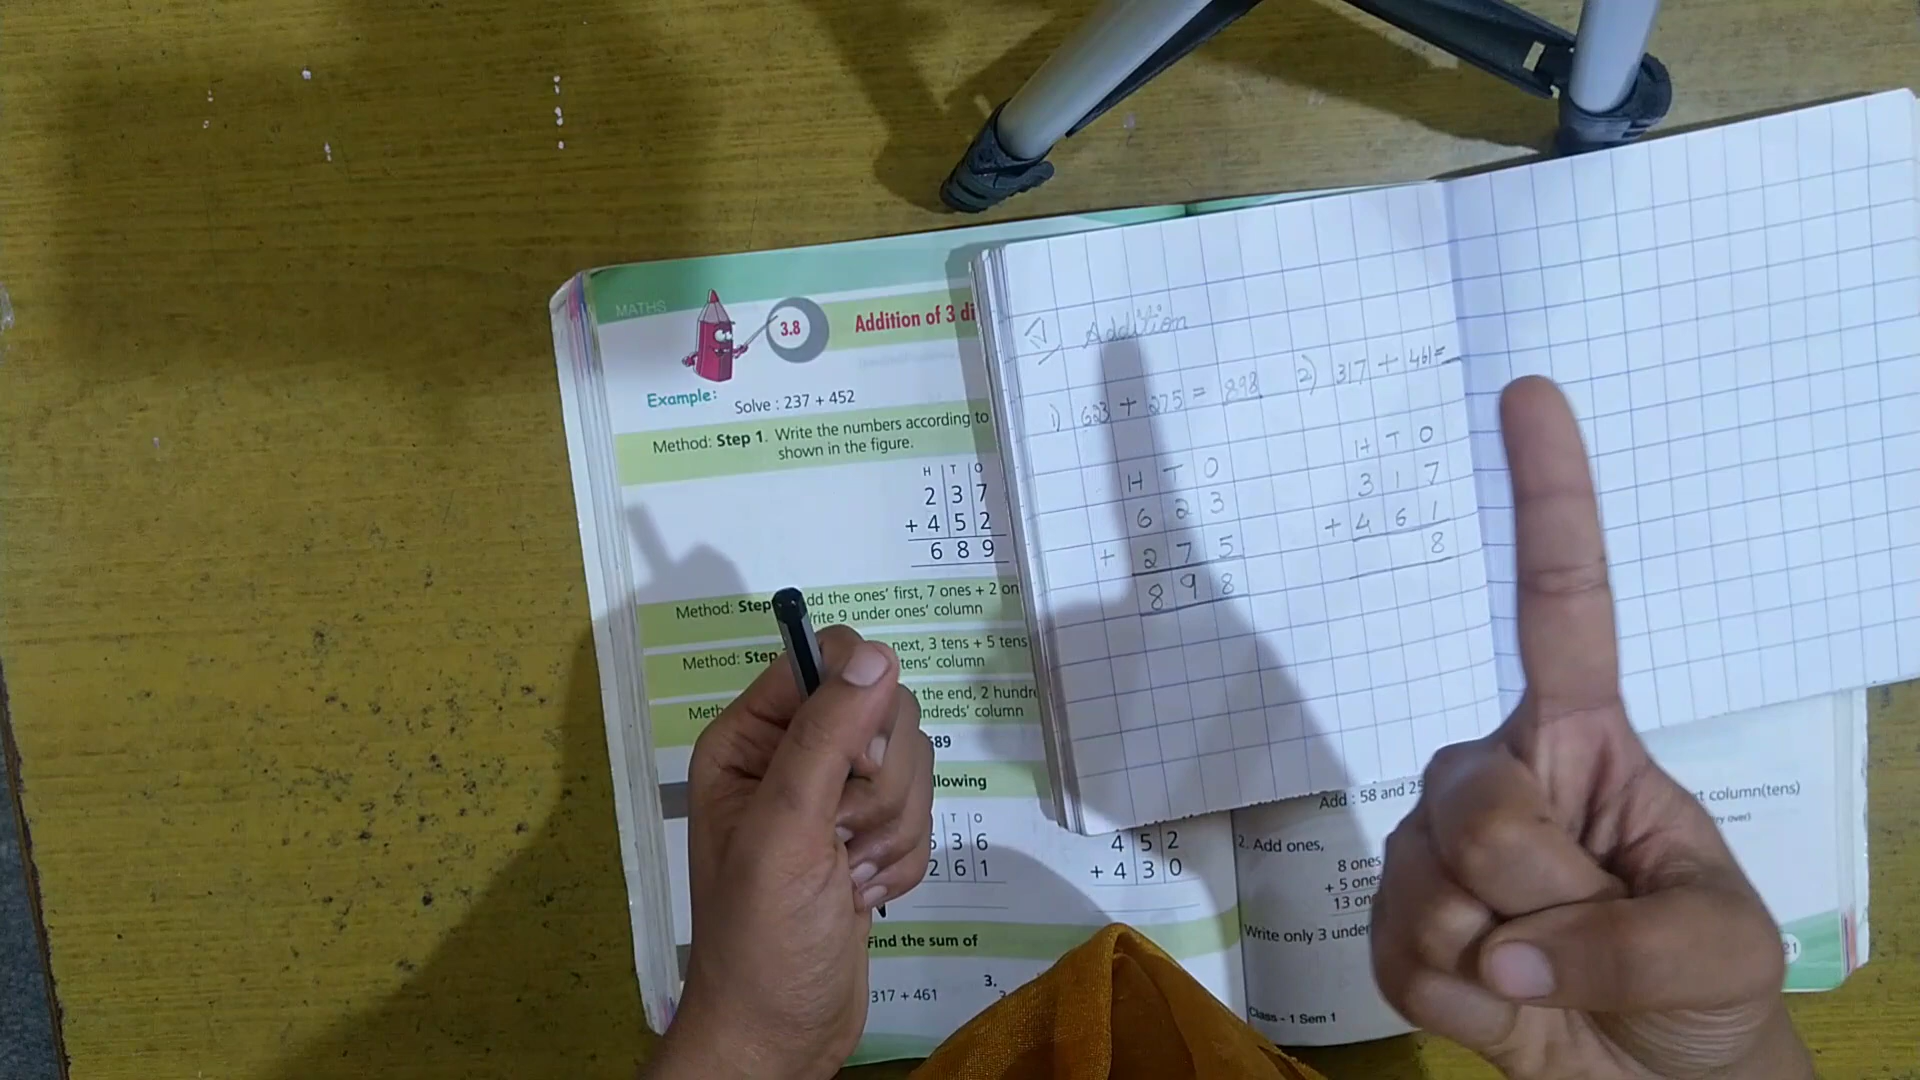 MATHS
3.8
Addition of 3 di
Example: Solve : 237 + 452
Method: Step 1. Write the numbers according to
shown in the figure.
H T O
2 3 7
+ 4 5 2
6 8 9
Method: Step
dd the ones' first, 7 ones + 2 on
rite 9 under ones' column
Method: Step
next, 3 tens + 5 tens
tens' column
Meth
t the end, 2 hundre
ndreds' column
689
llowing
T O
6 3 6
2 6 1
4 5 2
+ 4 3 0
Find the sum of
317 + 461
3.
Addition
1) 623 + 275 = 898
H T O
6 2 3
+ 2 7 5
8 9 8
2) 317 + 461=
H T O
3 1 7
+ 4 6 1
8
Add : 58 and 25
t column(tens)
ry over)
2. Add ones,
8 ones
+ 5 ones
13 on
Write only 3 under
Class - 1 Sem 1
21